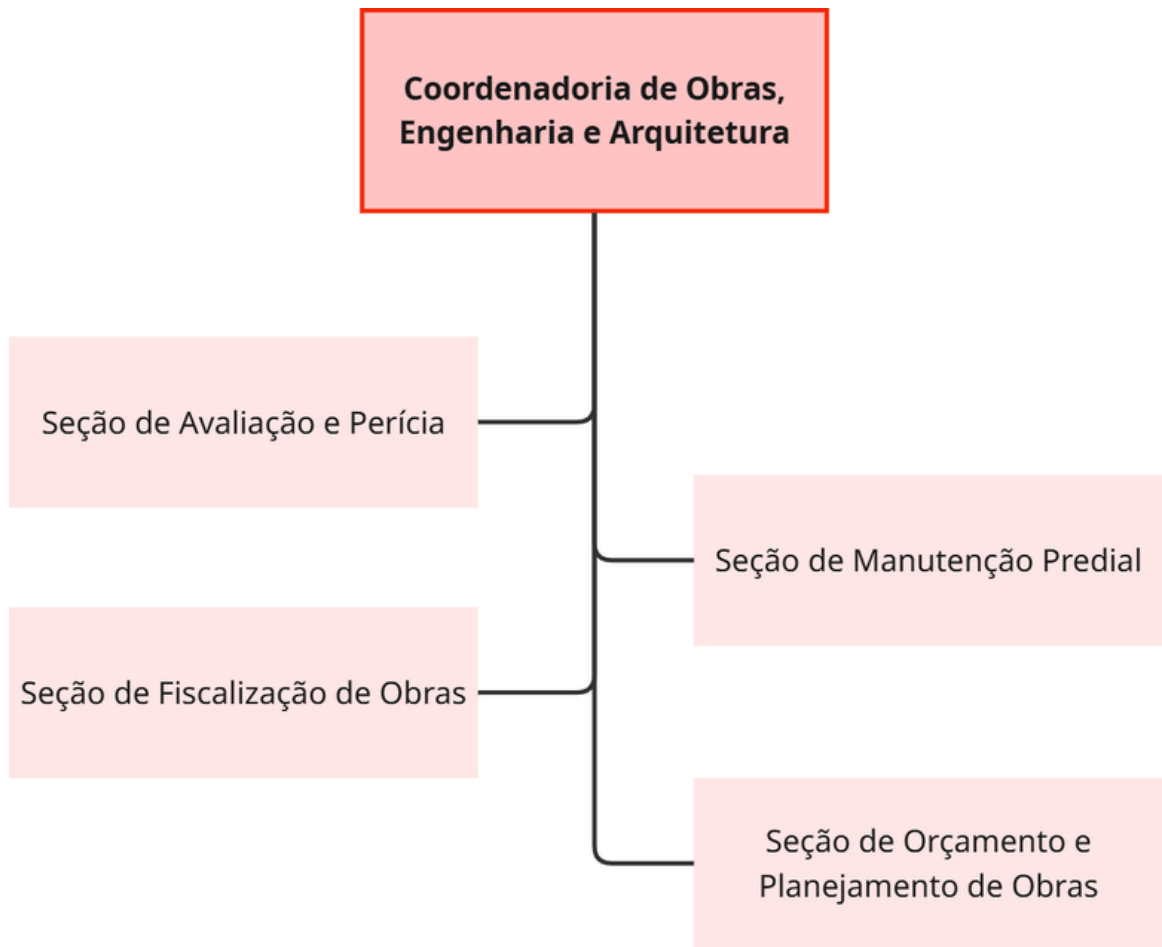 Coordenadoria de Obras,
Engenharia e Arquitetura
Seção de Avaliação e Perícia
Seção de Manutenção Predial
Seção de Fiscalização de Obras
Seção de Orçamento e
Planejamento de Obras